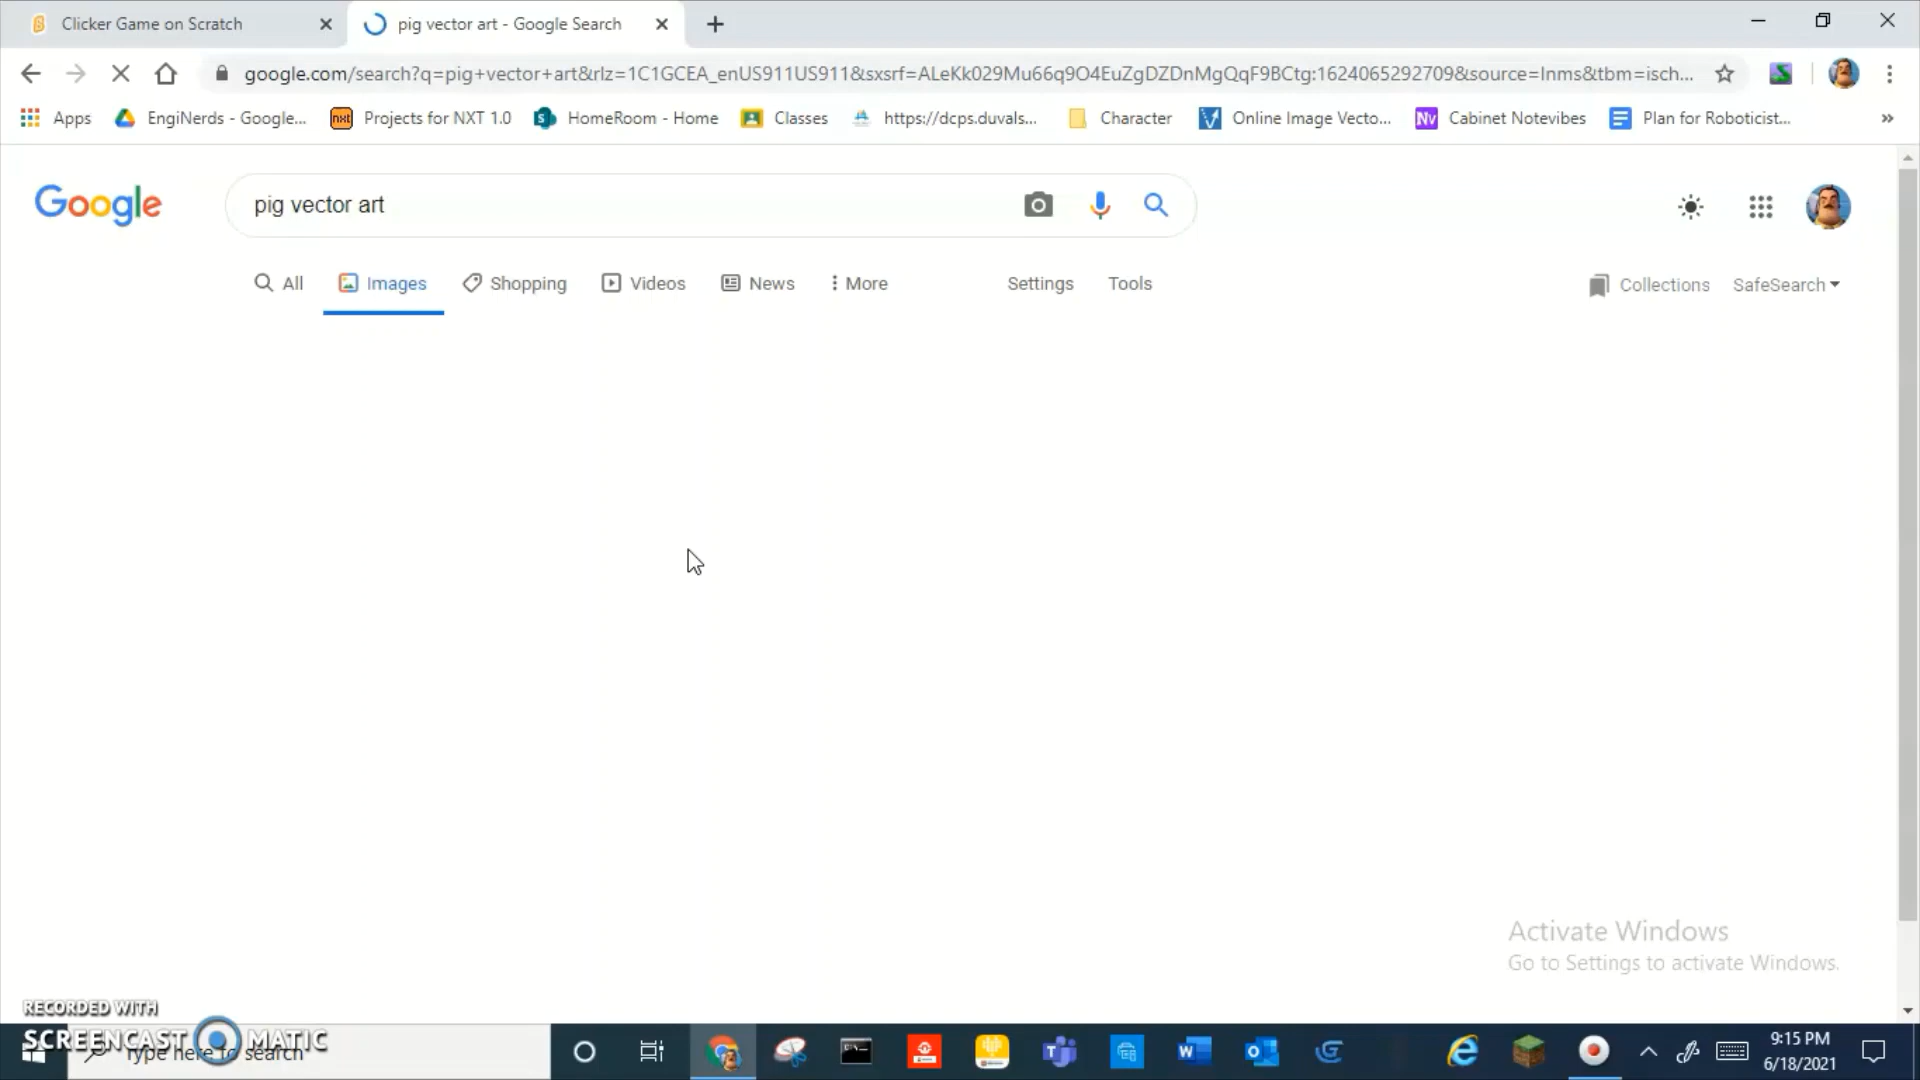 Clicker Game on Scratch
pig vector art - Google Search
google.com/search?q=pig+vector+art&rlz=1C1GCEA_enUS911US911&sxsrf=ALeKk029Mu66q9O4EuZgDZDnMgQqF9BCtg:1624065292709&source=lnms&tbm=isch...
Apps
EngiNerds - Google...
nxt
Projects for NXT 1.0
HomeRoom - Home
Classes
https://dcps.duvals...
Character
Online Image Vecto...
Nv
Cabinet Notevibes
Plan for Roboticist...
Google
pig vector art
All
Images
Shopping
Videos
News
More
Settings
Tools
Collections
SafeSearch
Activate Windows
Go to Settings to activate Windows.
RECORDED WITH
SCREENCAST MATIC
Type here to search
9:15 PM
6/18/2021